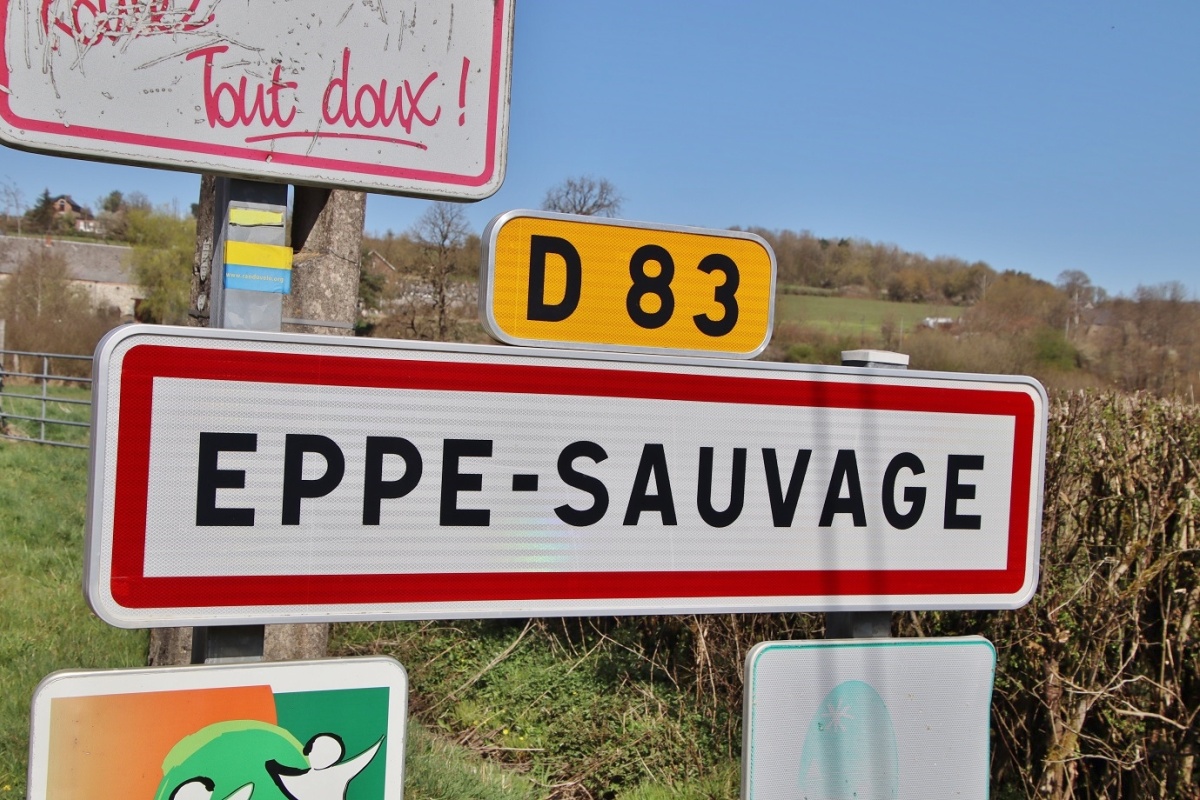 Tout doux !
D 83
EPPE-SAUVAGE